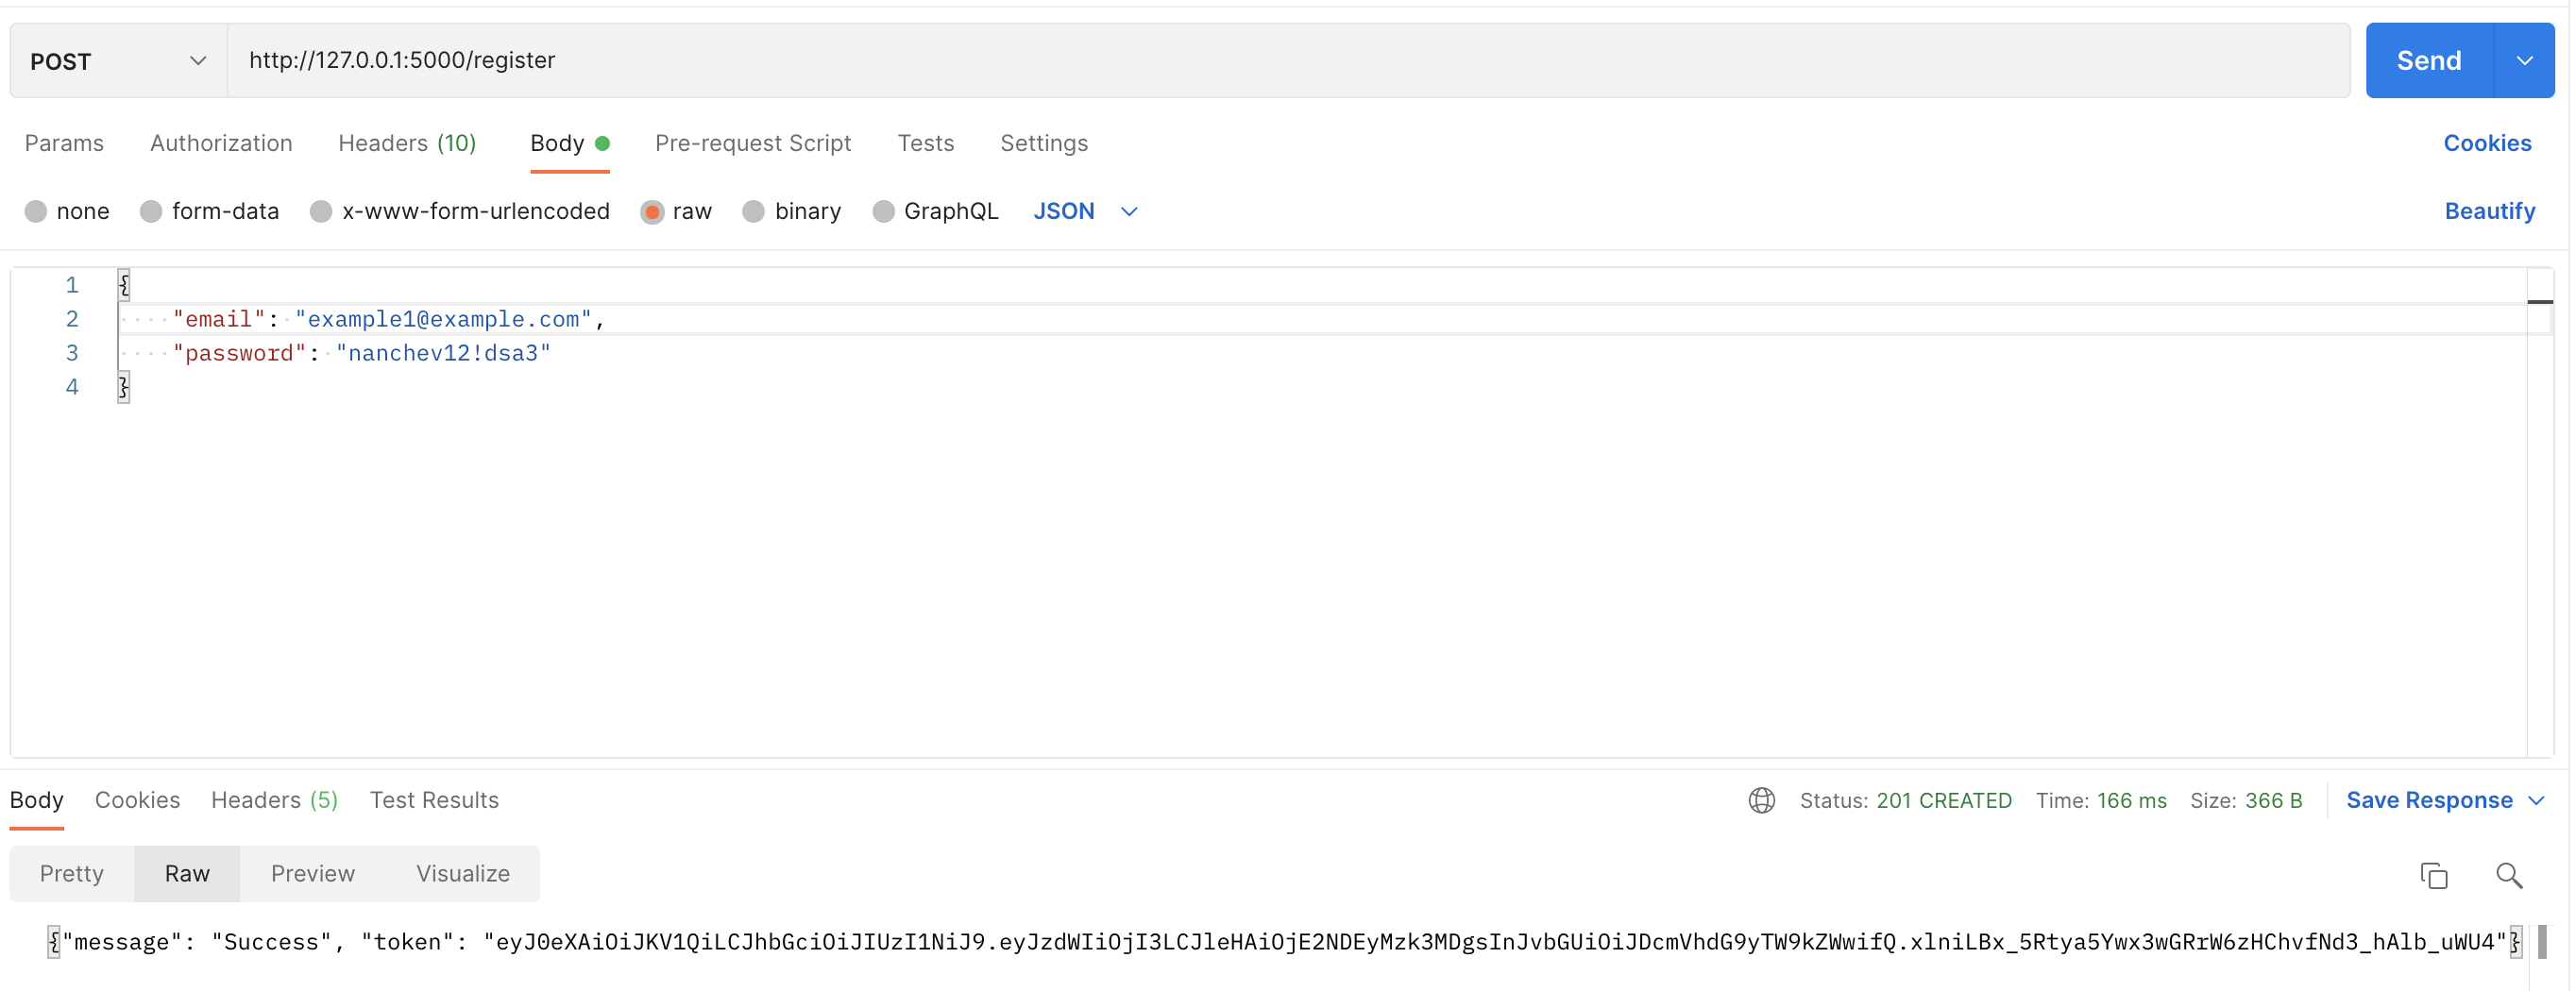 POST http://127.0.0.1:5000/register Send
Params Authorization Headers (10) Body Pre-request Script Tests Settings Cookies
none form-data x-www-form-urlencoded raw binary GraphQL JSON Beautify
1 {
2 "email": "example1@example.com",
3 "password": "nanchev12!dsa3"
4 }
Body Cookies Headers (5) Test Results Status: 201 CREATED Time: 166 ms Size: 366 B Save Response
Pretty Raw Preview Visualize
{"message": "Success", "token": "eyJ0eXAiOiJKV1QiLCJhbGciOiJIUzI1NiJ9.eyJzdWIiOjI3LCJleHAiOjE2NDEyMzk3MDgsInJvbGUiOiJDcmVhdG9yTW9kZWwifQ.xlniLBx_5Rtya5Ywx3wGRrW6zHChvfNd3_hAlb_uWU4"}